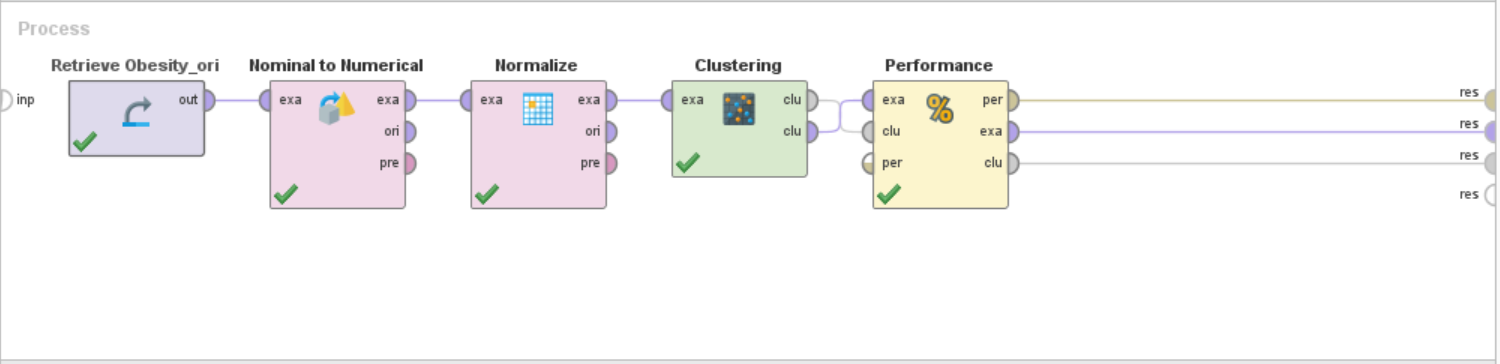 Process
Retrieve Obesity_ori
Nominal to Numerical
Normalize
Clustering
Performance
inp
out
exa
exa
ori
pre
exa
exa
ori
pre
exa
clu
clu
exa
clu
per
per
exa
clu
res
res
res
res